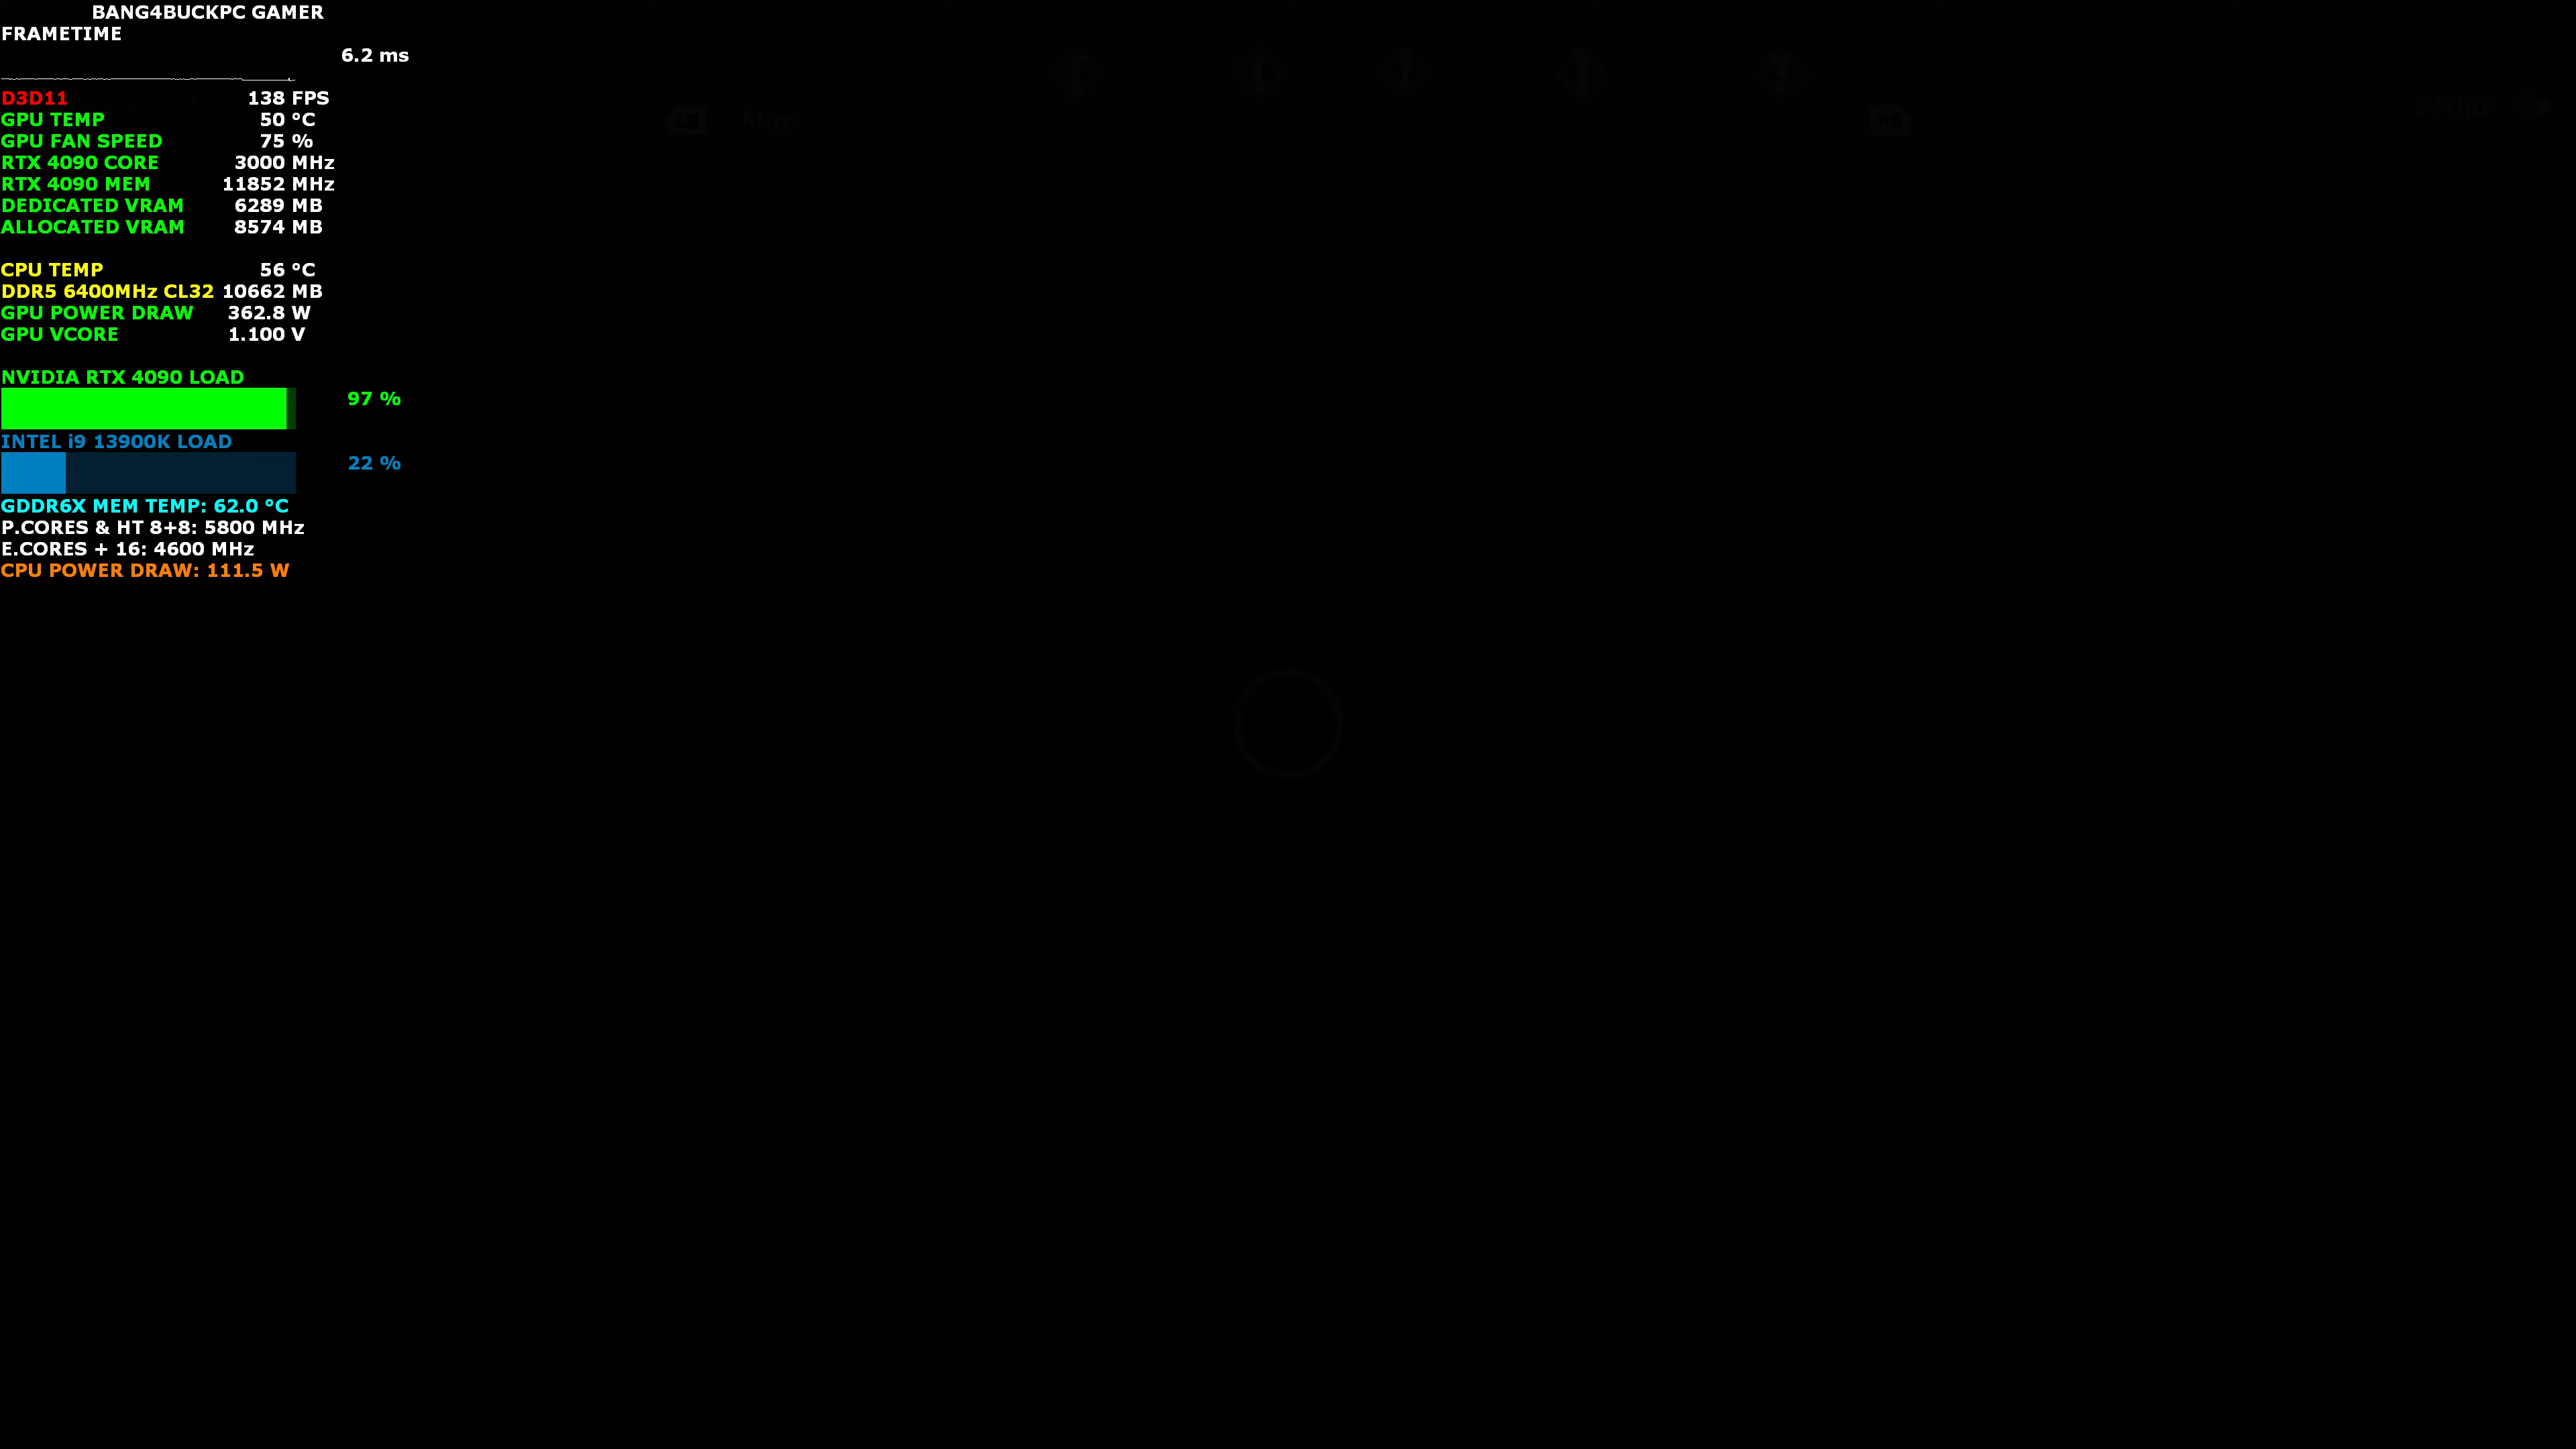 BANG4BUCKPC GAMER
FRAMETIME
6.2 ms
D3D11 138 FPS
GPU TEMP 50 °C
GPU FAN SPEED 75 %
RTX 4090 CORE 3000 MHz
RTX 4090 MEM 11852 MHz
DEDICATED VRAM 6289 MB
ALLOCATED VRAM 8574 MB
CPU TEMP 56 °C
DDR5 6400MHz CL32 10662 MB
GPU POWER DRAW 362.8 W
GPU VCORE 1.100 V
NVIDIA RTX 4090 LOAD
97 %
INTEL i9 13900K LOAD
22 %
GDDR6X MEM TEMP: 62.0 °C
P.CORES & HT 8+8: 5800 MHz
E.CORES + 16: 4600 MHz
CPU POWER DRAW: 111.5 W